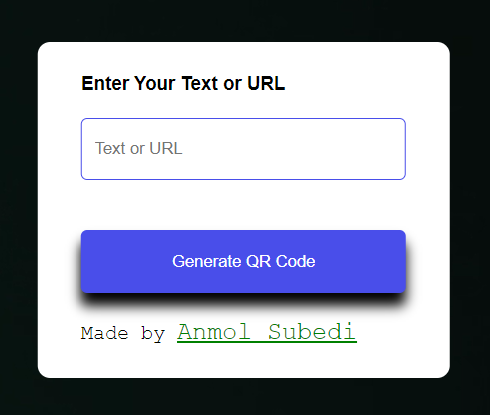 Enter Your Text or URL
Text or URL
Generate QR Code
Made by Anmol Subedi